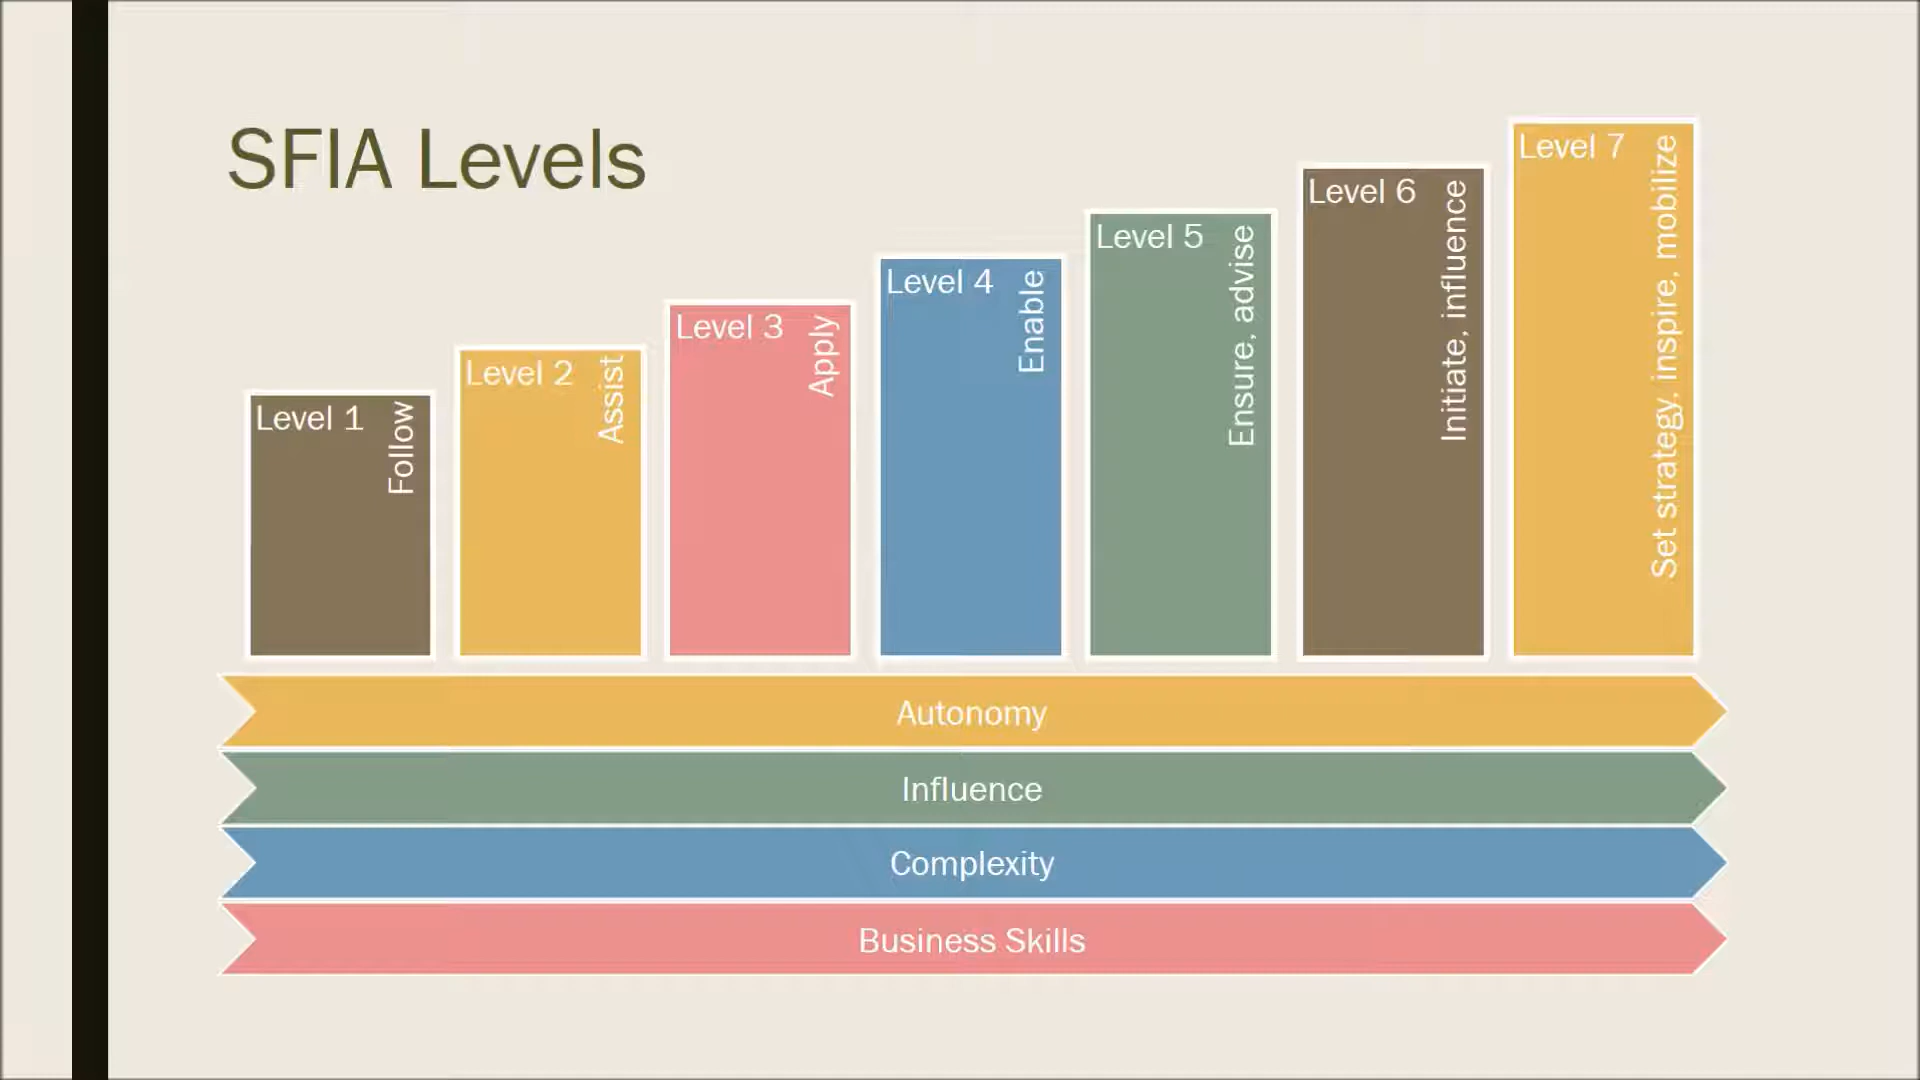 SFIA Levels
Level 1
Follow
Level 2
Assist
Level 3
Apply
Level 4
Enable
Level 5
Ensure, advise
Level 6
Initiate, influence
Level 7
Set strategy, inspire, mobilize
Autonomy
Influence
Complexity
Business Skills